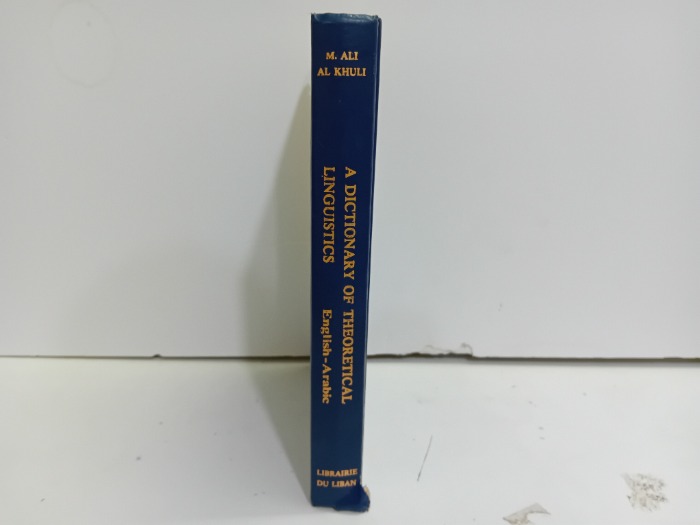 M. ALI
AL KHULI
A DICTIONARY OF THEORETICAL
LINGUISTICS
English-Arabic
LIBRAIRIE
DU LIBAN